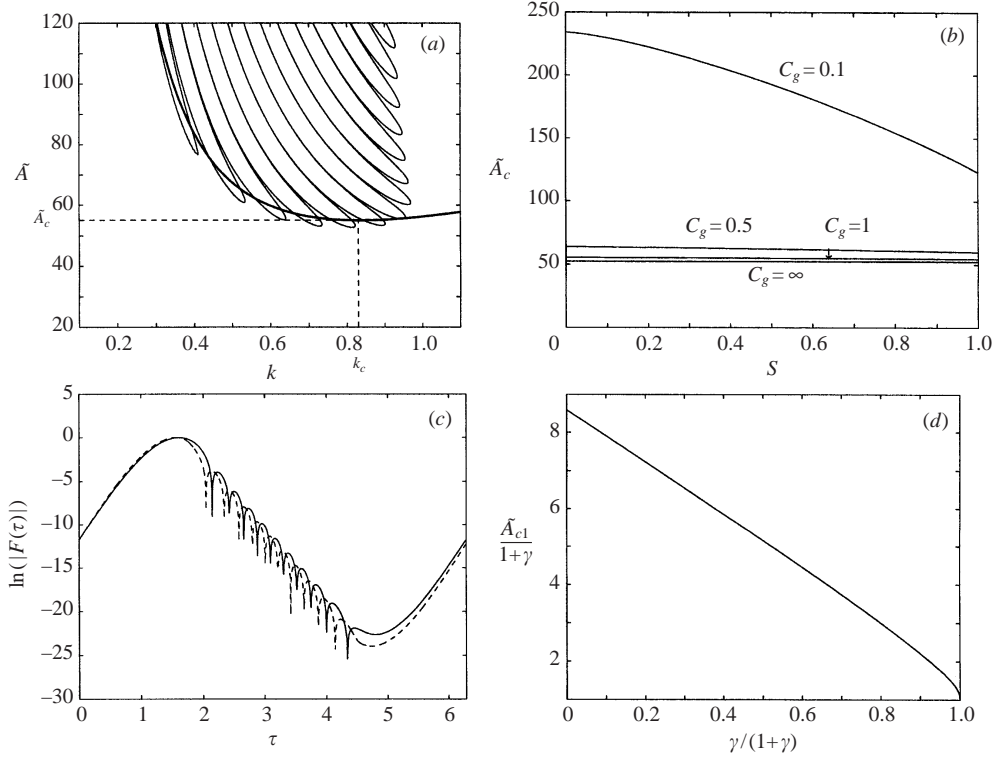 (a)
120
100
80
60
40
20
Ã
Ã_c
0.2
0.4
0.6
0.8
1.0
k_c
k
(b)
250
200
150
100
50
0
Ã_c
C_g = 0.1
C_g = 0.5
C_g = 1
C_g = ∞
0
0.2
0.4
0.6
0.8
1.0
S
(c)
5
0
−5
−10
−15
−20
−25
−30
ln(|F(τ)|)
0
1
2
3
4
5
6
τ
(d)
8
6
4
2
Ã_c1
1+γ
0
0.2
0.4
0.6
0.8
1.0
γ/(1+γ)